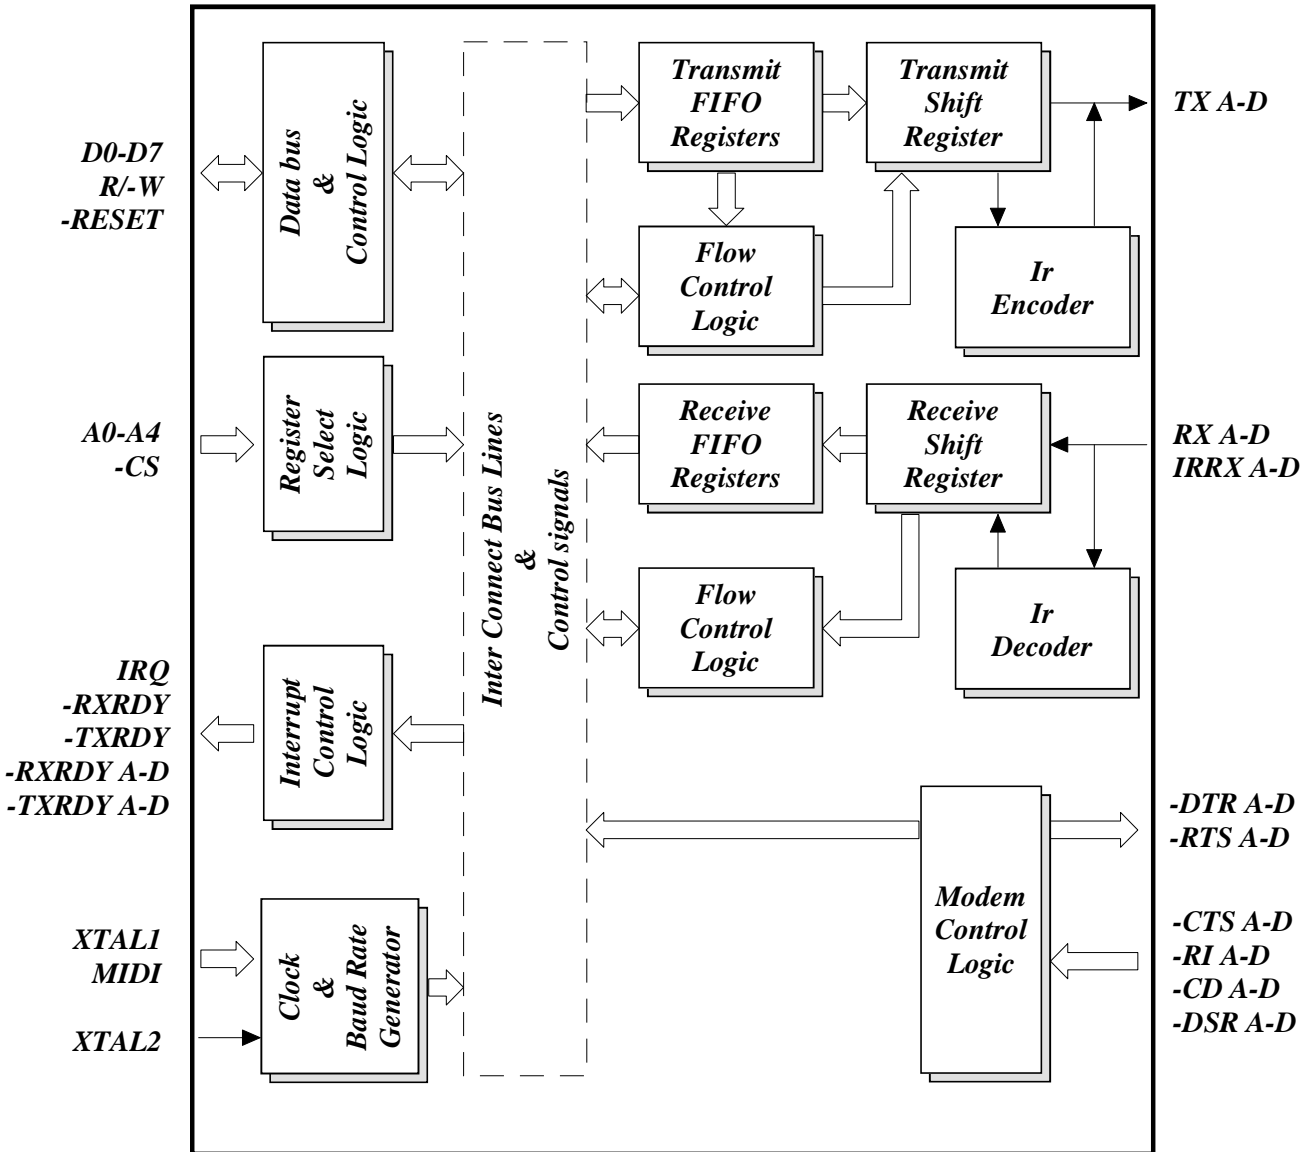 D0-D7
R/-W
-RESET
A0-A4
-CS
IRQ
-RXRDY
-TXRDY
-RXRDY A-D
-TXRDY A-D
XTAL1
MIDI
XTAL2
Data bus
&
Control Logic
Register
Select
Logic
Interrupt
Control
Logic
Clock
&
Baud Rate
Generator
Inter Connect Bus Lines
&
Control signals
Transmit
FIFO
Registers
Transmit
Shift
Register
Flow
Control
Logic
Ir
Encoder
Receive
FIFO
Registers
Receive
Shift
Register
Flow
Control
Logic
Ir
Decoder
Modem
Control
Logic
TX A-D
RX A-D
IRRX A-D
-DTR A-D
-RTS A-D
-CTS A-D
-RI A-D
-CD A-D
-DSR A-D